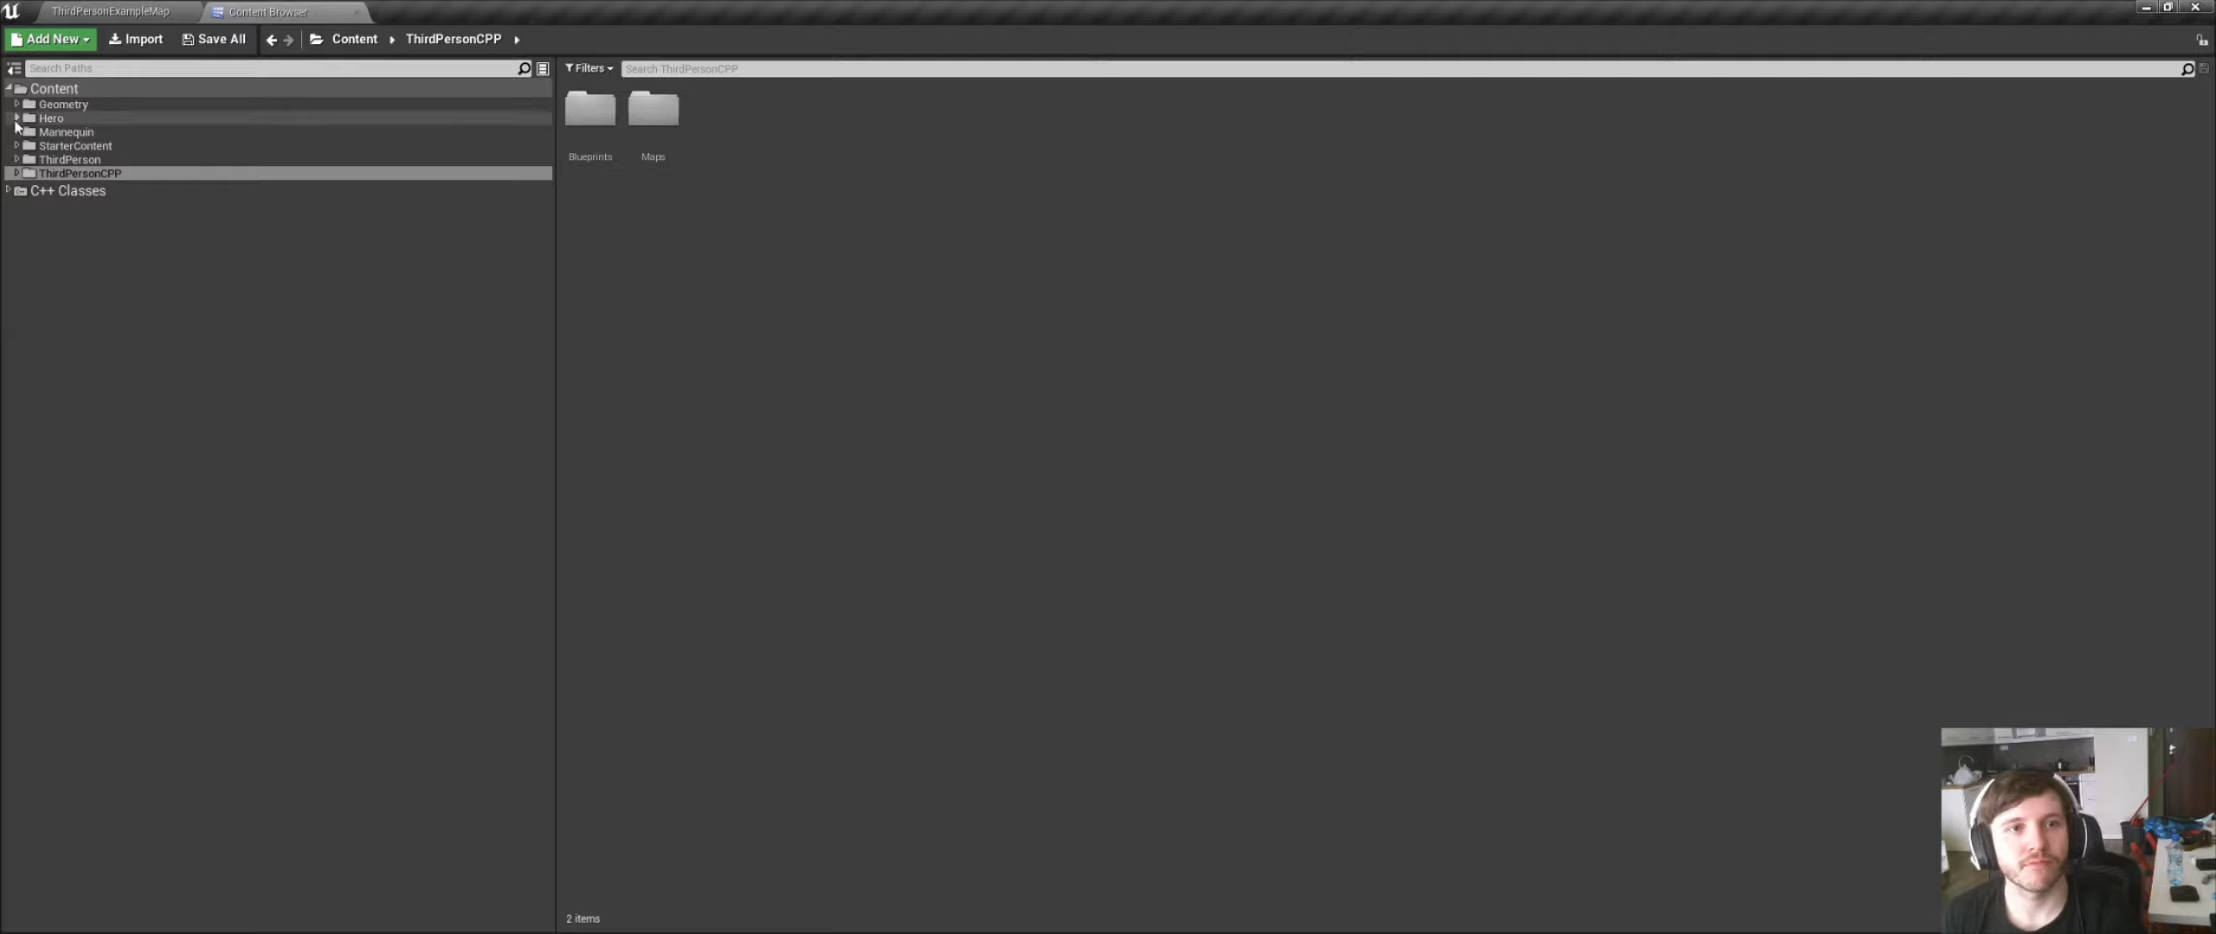 ThirdPersonExampleMap
Content Browser
Add New
Import
Save All
Content
ThirdPersonCPP
Search Paths
Filters
Search ThirdPersonCPP
Content
Geometry
Hero
Mannequin
StarterContent
ThirdPerson
ThirdPersonCPP
C++ Classes
Blueprints
Maps
2 items